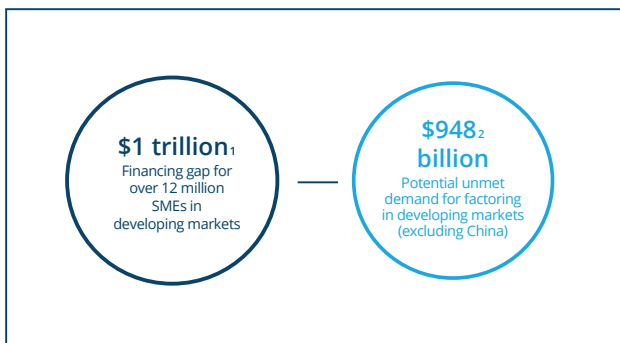 $1 trillion1
Financing gap for
over 12 million
SMEs in
developing markets
$9482
billion
Potential unmet
demand for factoring
in developing markets
(excluding China)